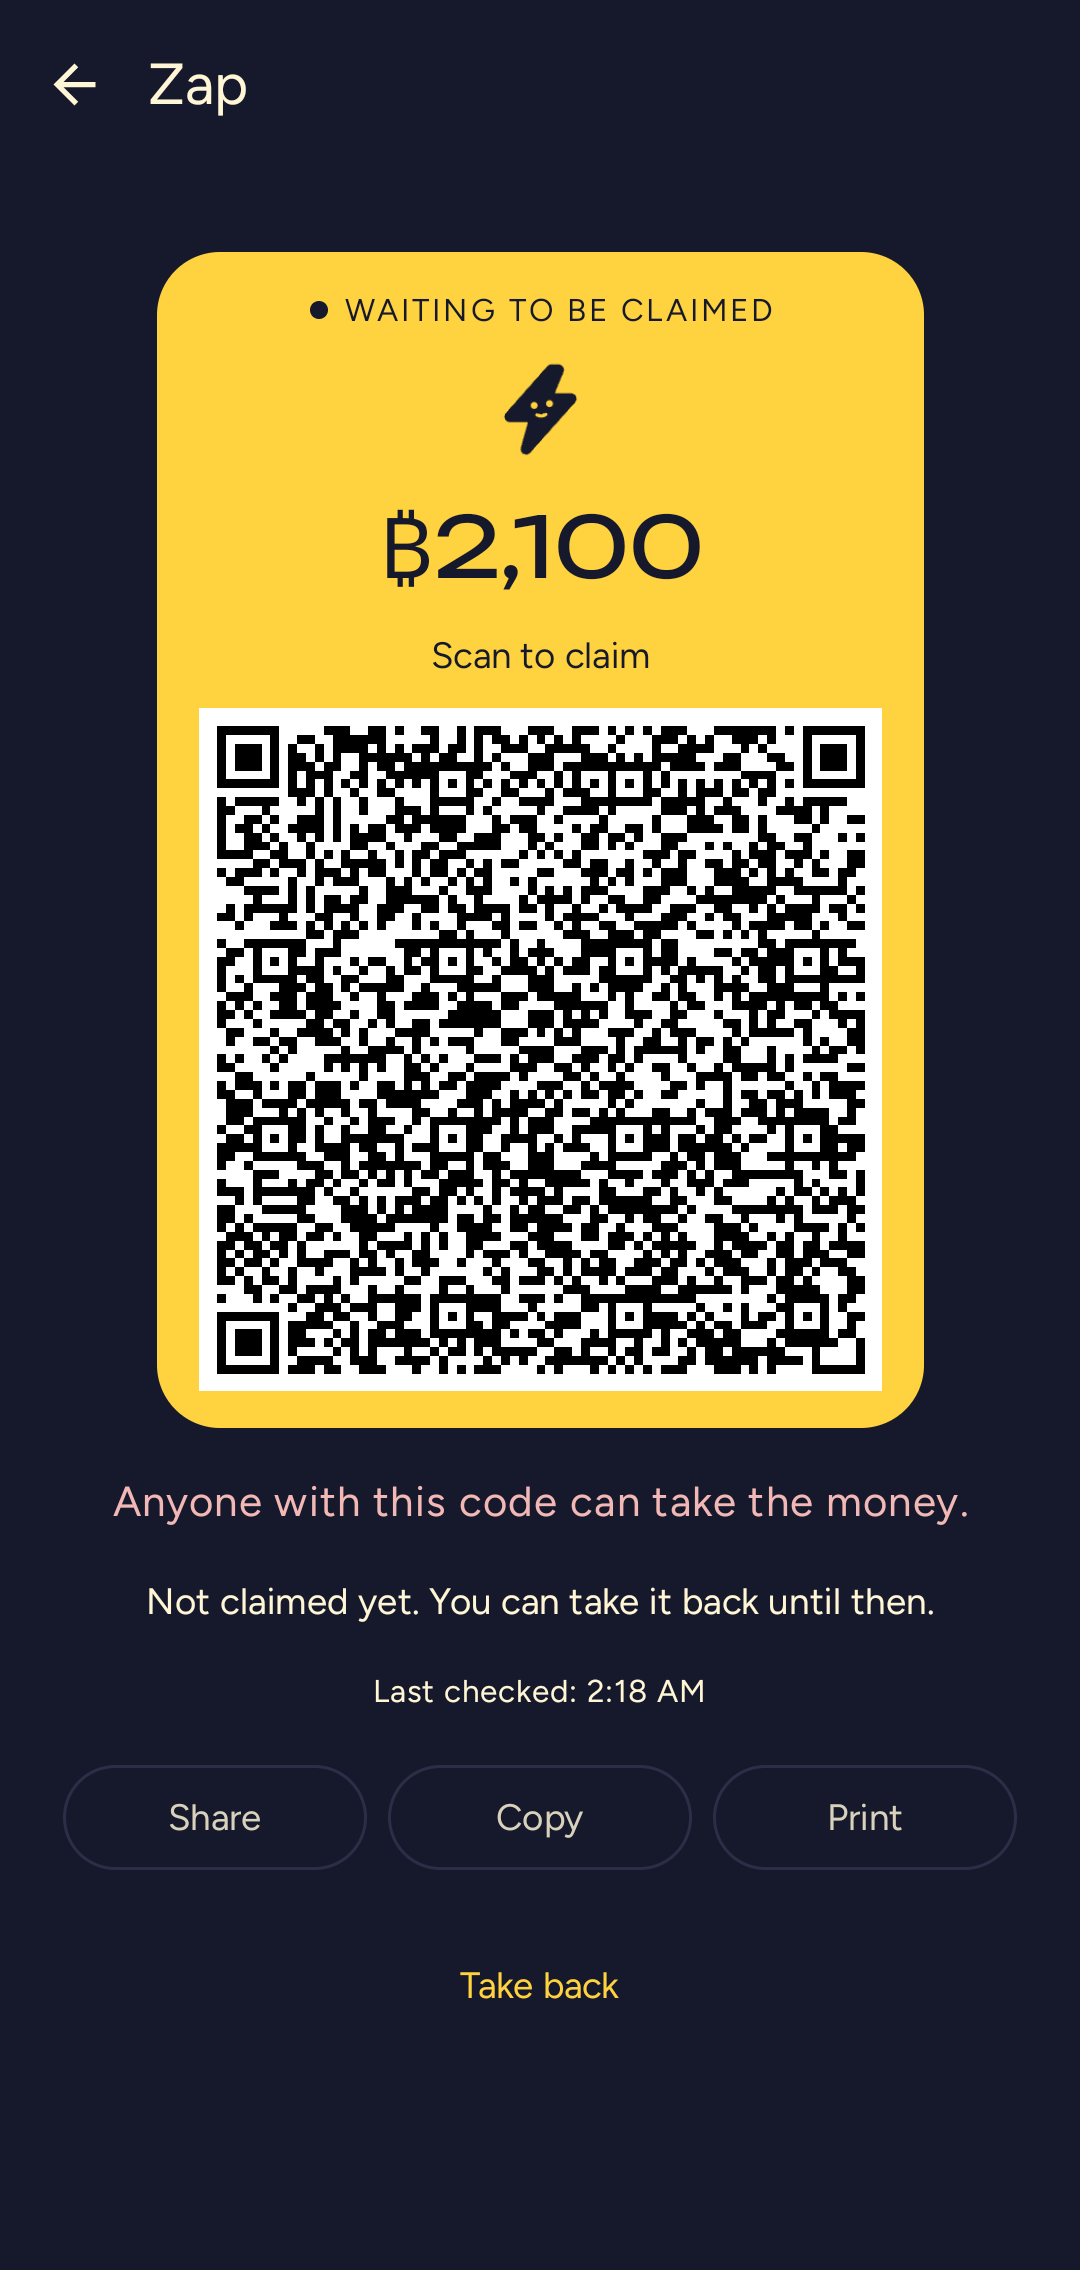 Zap
WAITING TO BE CLAIMED
₿2,100
Scan to claim
Anyone with this code can take the money.
Not claimed yet. You can take it back until then.
Last checked: 2:18 AM
Share
Copy
Print
Take back